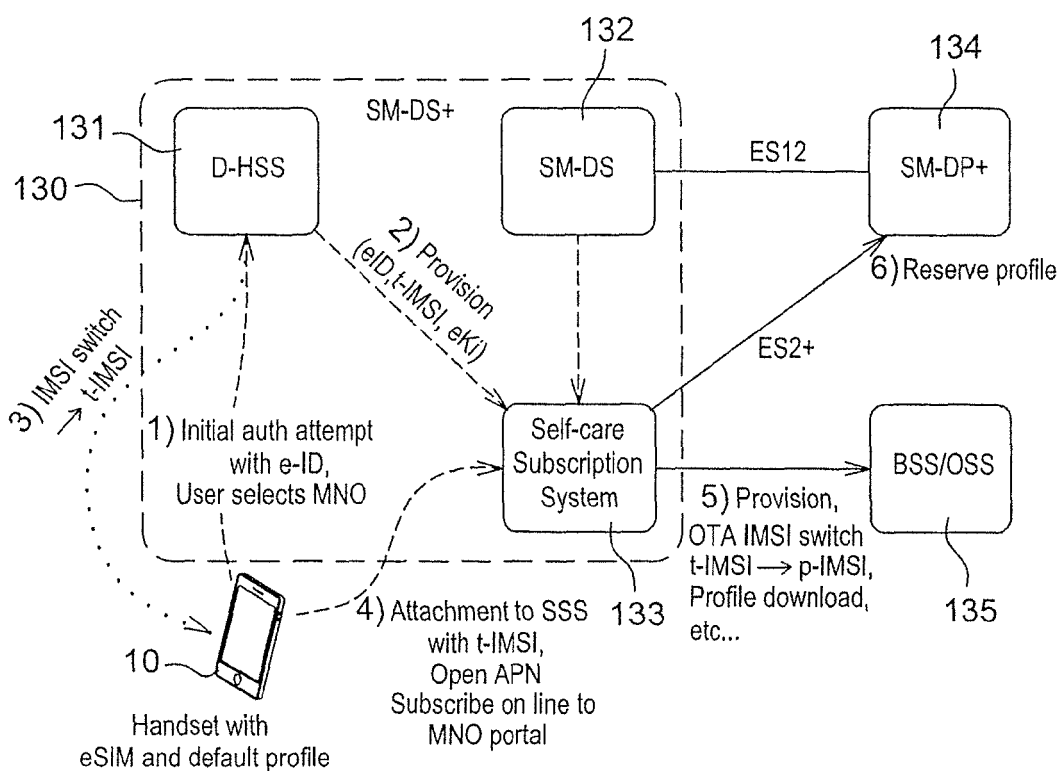 132
134
131
SM-DS+
130
D-HSS
SM-DS
ES12
SM-DP+
2) Provision
(eID,t-IMSI, eKi)
6) Reserve profile
3) IMSI switch
→ t-IMSI
ES2+
1) Initial auth attempt
with e-ID,
User selects MNO
Self-care
Subscription
System
BSS/OSS
5) Provision,
OTA IMSI switch
t-IMSI → p-IMSI,
Profile download,
etc...
133
135
4) Attachment to SSS
with t-IMSI,
Open APN
Subscribe on line to
MNO portal
10
Handset with
eSIM and default profile